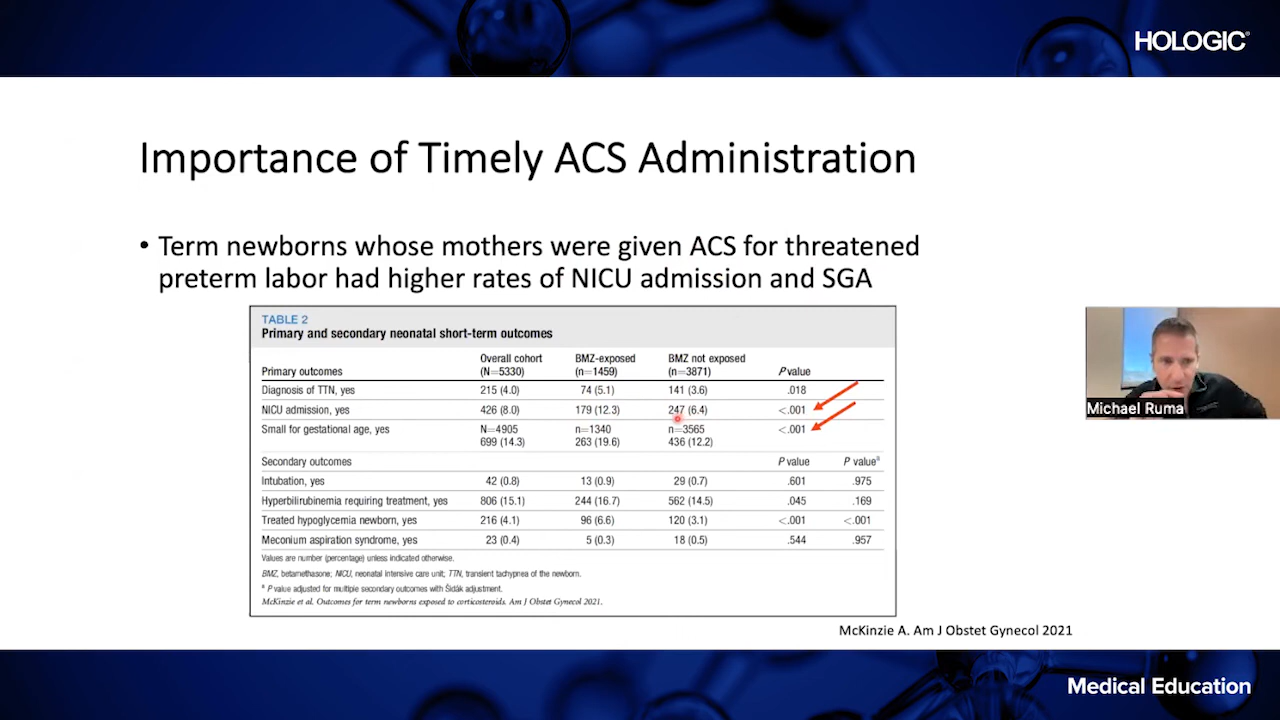 HOLOGIC®
Importance of Timely ACS Administration
• Term newborns whose mothers were given ACS for threatened
preterm labor had higher rates of NICU admission and SGA
TABLE 2
Primary and secondary neonatal short-term outcomes
Primary outcomes Overall cohort (N=5330) BMZ-exposed (n=1459) BMZ not exposed (n=3871) P value
Diagnosis of TTN, yes 215 (4.0) 74 (5.1) 141 (3.6) .018
NICU admission, yes 426 (8.0) 179 (12.3) 247 (6.4) <.001
Small for gestational age, yes N=4905 n=1340 n=3565 <.001
699 (14.3) 263 (19.6) 436 (12.2)
Secondary outcomes P value P valueª
Intubation, yes 42 (0.8) 13 (0.9) 29 (0.7) .601 .975
Hyperbilirubinemia requiring treatment, yes 806 (15.1) 244 (16.7) 562 (14.5) .045 .169
Treated hypoglycemia newborn, yes 216 (4.1) 96 (6.6) 120 (3.1) <.001 <.001
Meconium aspiration syndrome, yes 23 (0.4) 5 (0.3) 18 (0.5) .544 .957
Values are number (percentage) unless indicated otherwise.
BMZ, betamethasone; NICU, neonatal intensive care unit; TTN, transient tachypnea of the newborn.
ª P value adjusted for multiple secondary outcomes with Šidák adjustment.
McKinzie et al. Outcomes for term newborns exposed to corticosteroids. Am J Obstet Gynecol 2021.
Michael Ruma
McKinzie A. Am J Obstet Gynecol 2021
Medical Education